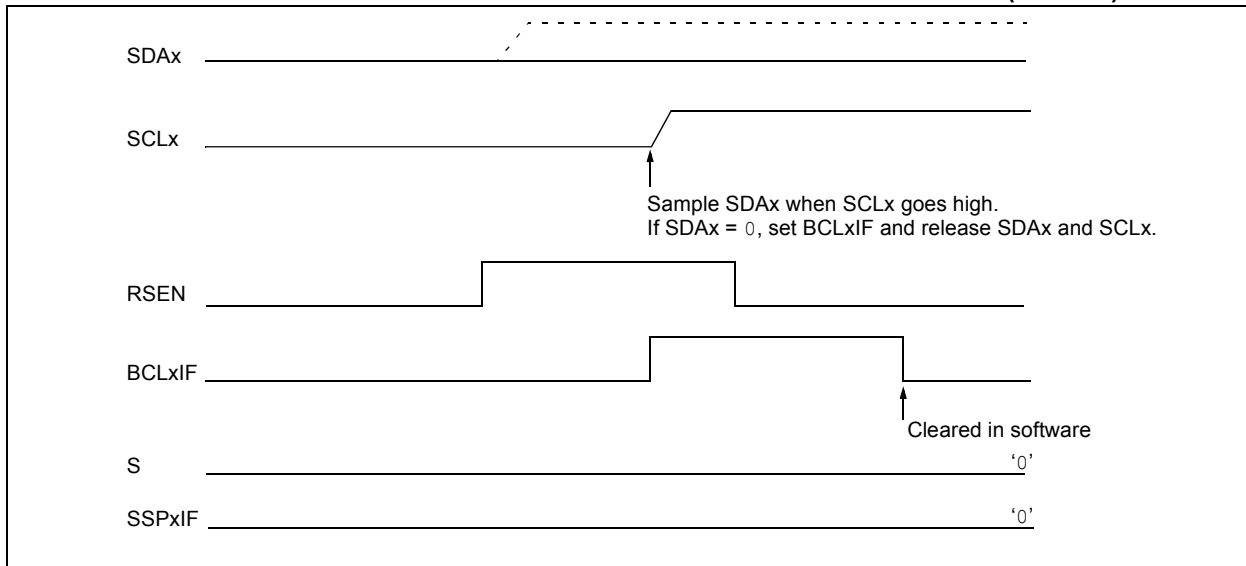 SDAx
SCLx
Sample SDAx when SCLx goes high.
If SDAx = 0, set BCLxIF and release SDAx and SCLx.
RSEN
BCLxIF
Cleared in software
S
‘0’
SSPxIF
‘0’